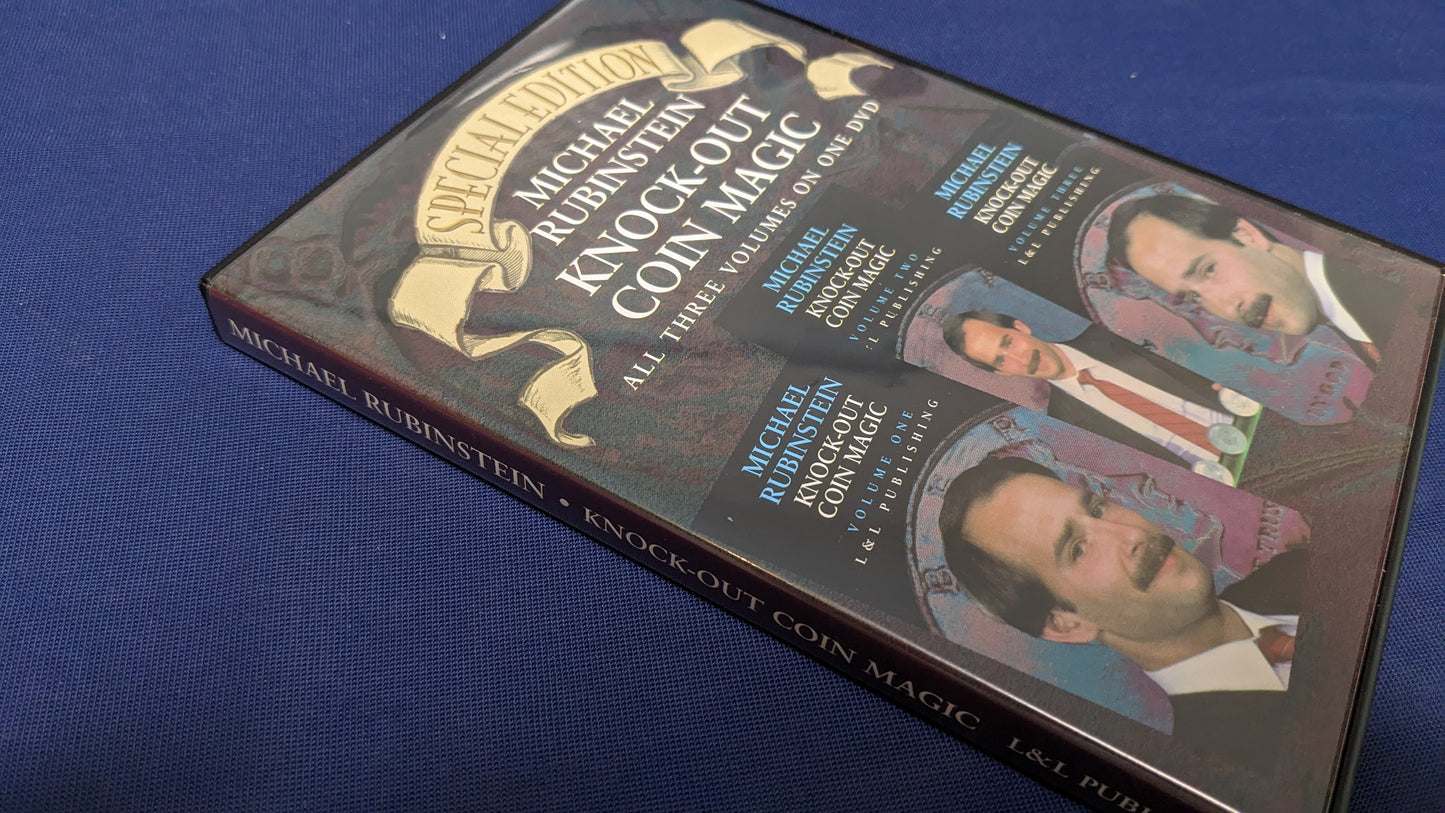 SPECIAL EDITION
MICHAEL
RUBINSTEIN
KNOCK-OUT
COIN MAGIC
ALL THREE VOLUMES ON ONE DVD
MICHAEL
RUBINSTEIN
KNOCK-OUT
COIN MAGIC
VOLUME THREE
L&L PUBLISHING
MICHAEL
RUBINSTEIN
KNOCK-OUT
COIN MAGIC
VOLUME TWO
L PUBLISHING
MICHAEL
RUBINSTEIN
KNOCK-OUT
COIN MAGIC
VOLUME ONE
L&L PUBLISHING
MICHAEL RUBINSTEIN • KNOCK-OUT COIN MAGIC L&L PUBL